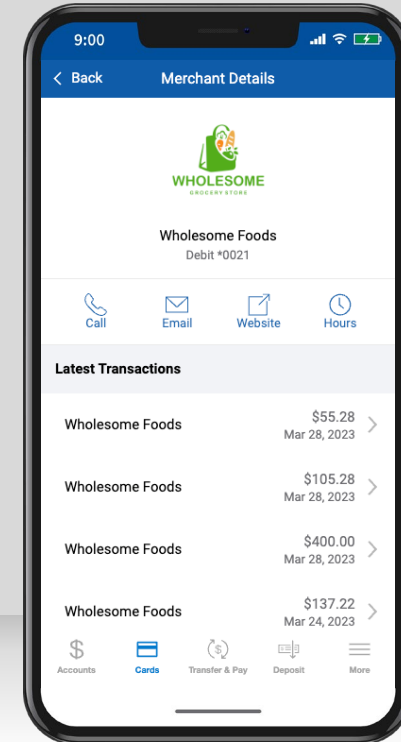 9:00
Back
Merchant Details
WHOLESOME
GROCERY STORE
Wholesome Foods
Debit *0021
Call
Email
Website
Hours
Latest Transactions
Wholesome Foods
$55.28
Mar 28, 2023
Wholesome Foods
$105.28
Mar 28, 2023
Wholesome Foods
$400.00
Mar 28, 2023
Wholesome Foods
$137.22
Mar 24, 2023
Accounts
Cards
Transfer & Pay
Deposit
More